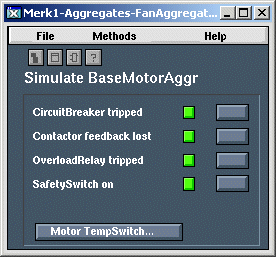 Merk1-Aggregates-FanAggregat...
File Methods Help
?
Simulate BaseMotorAggr
CircuitBreaker tripped
Contactor feedback lost
OverloadRelay tripped
SafetySwitch on
Motor TempSwitch...